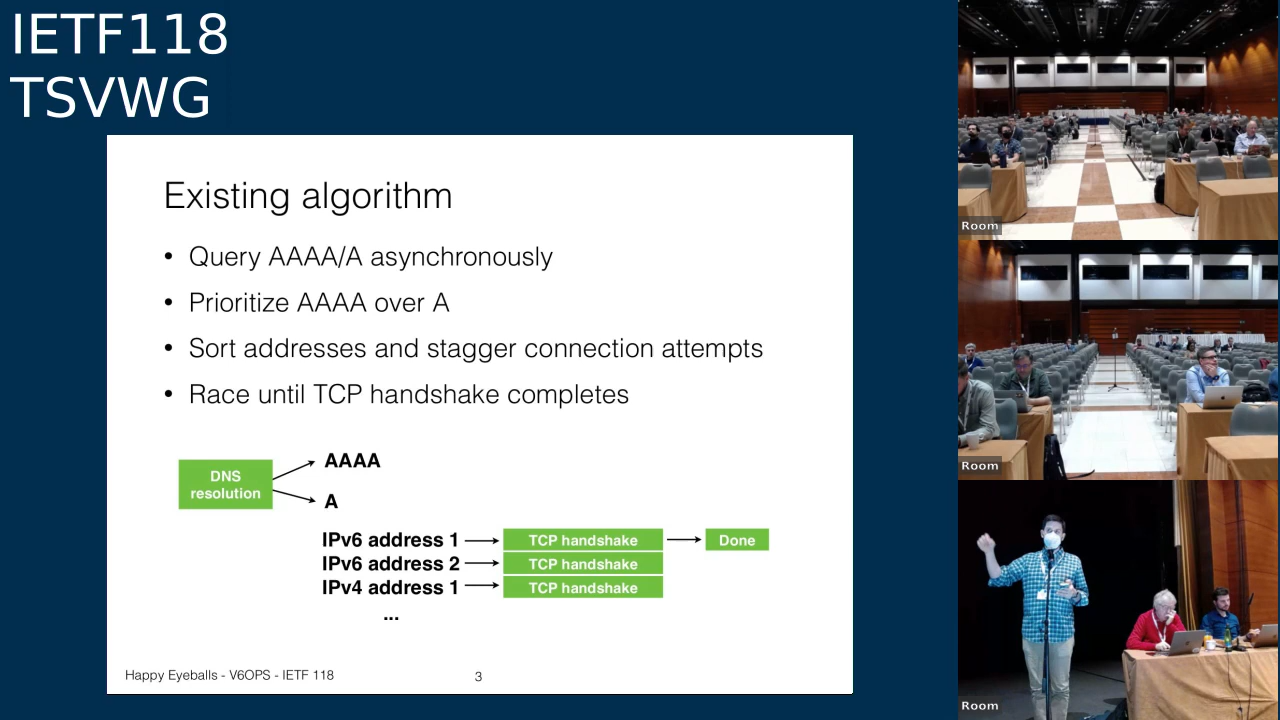 IETF118
TSVWG
Existing algorithm
• Query AAAA/A asynchronously
• Prioritize AAAA over A
• Sort addresses and stagger connection attempts
• Race until TCP handshake completes
DNS
resolution
AAAA
A
IPv6 address 1
TCP handshake
Done
IPv6 address 2
TCP handshake
IPv4 address 1
TCP handshake
...
Happy Eyeballs - V6OPS - IETF 118
3
Room
Room
Room